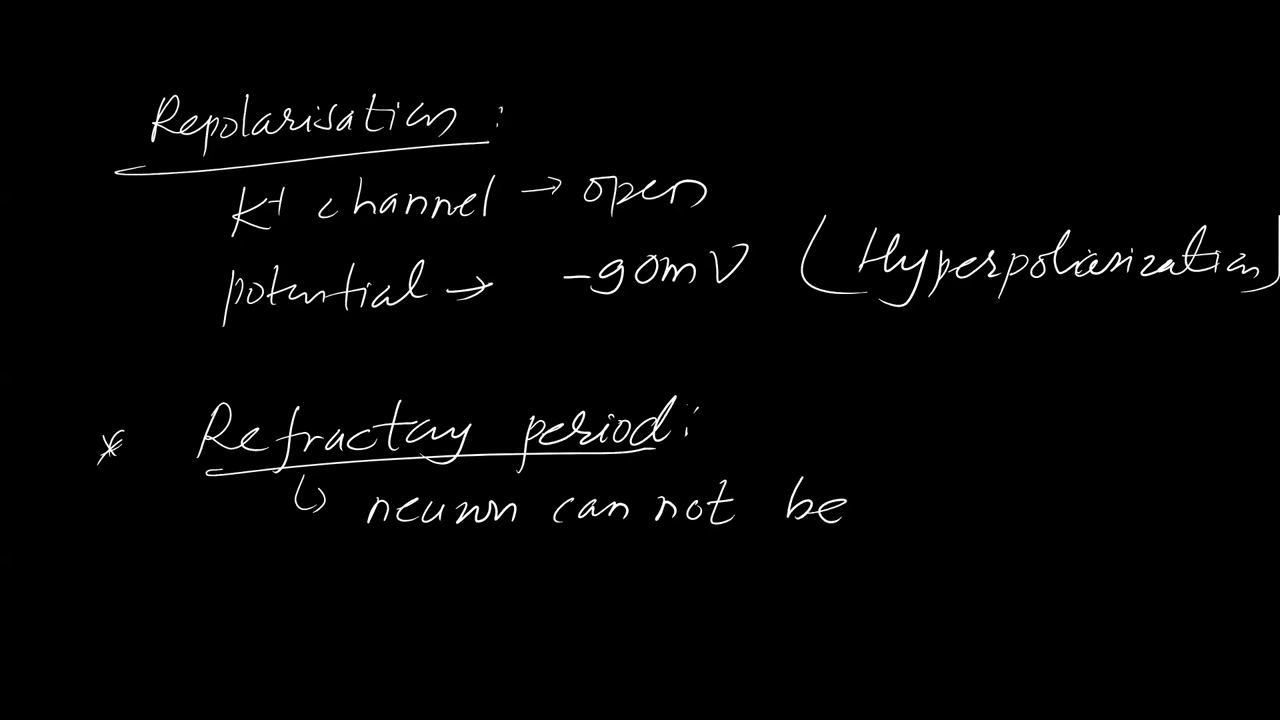 Repolarisation :
K+ channel → open
potential → -90mV (Hyperpolarization)
* Refractory period :
↳ neuron can not be